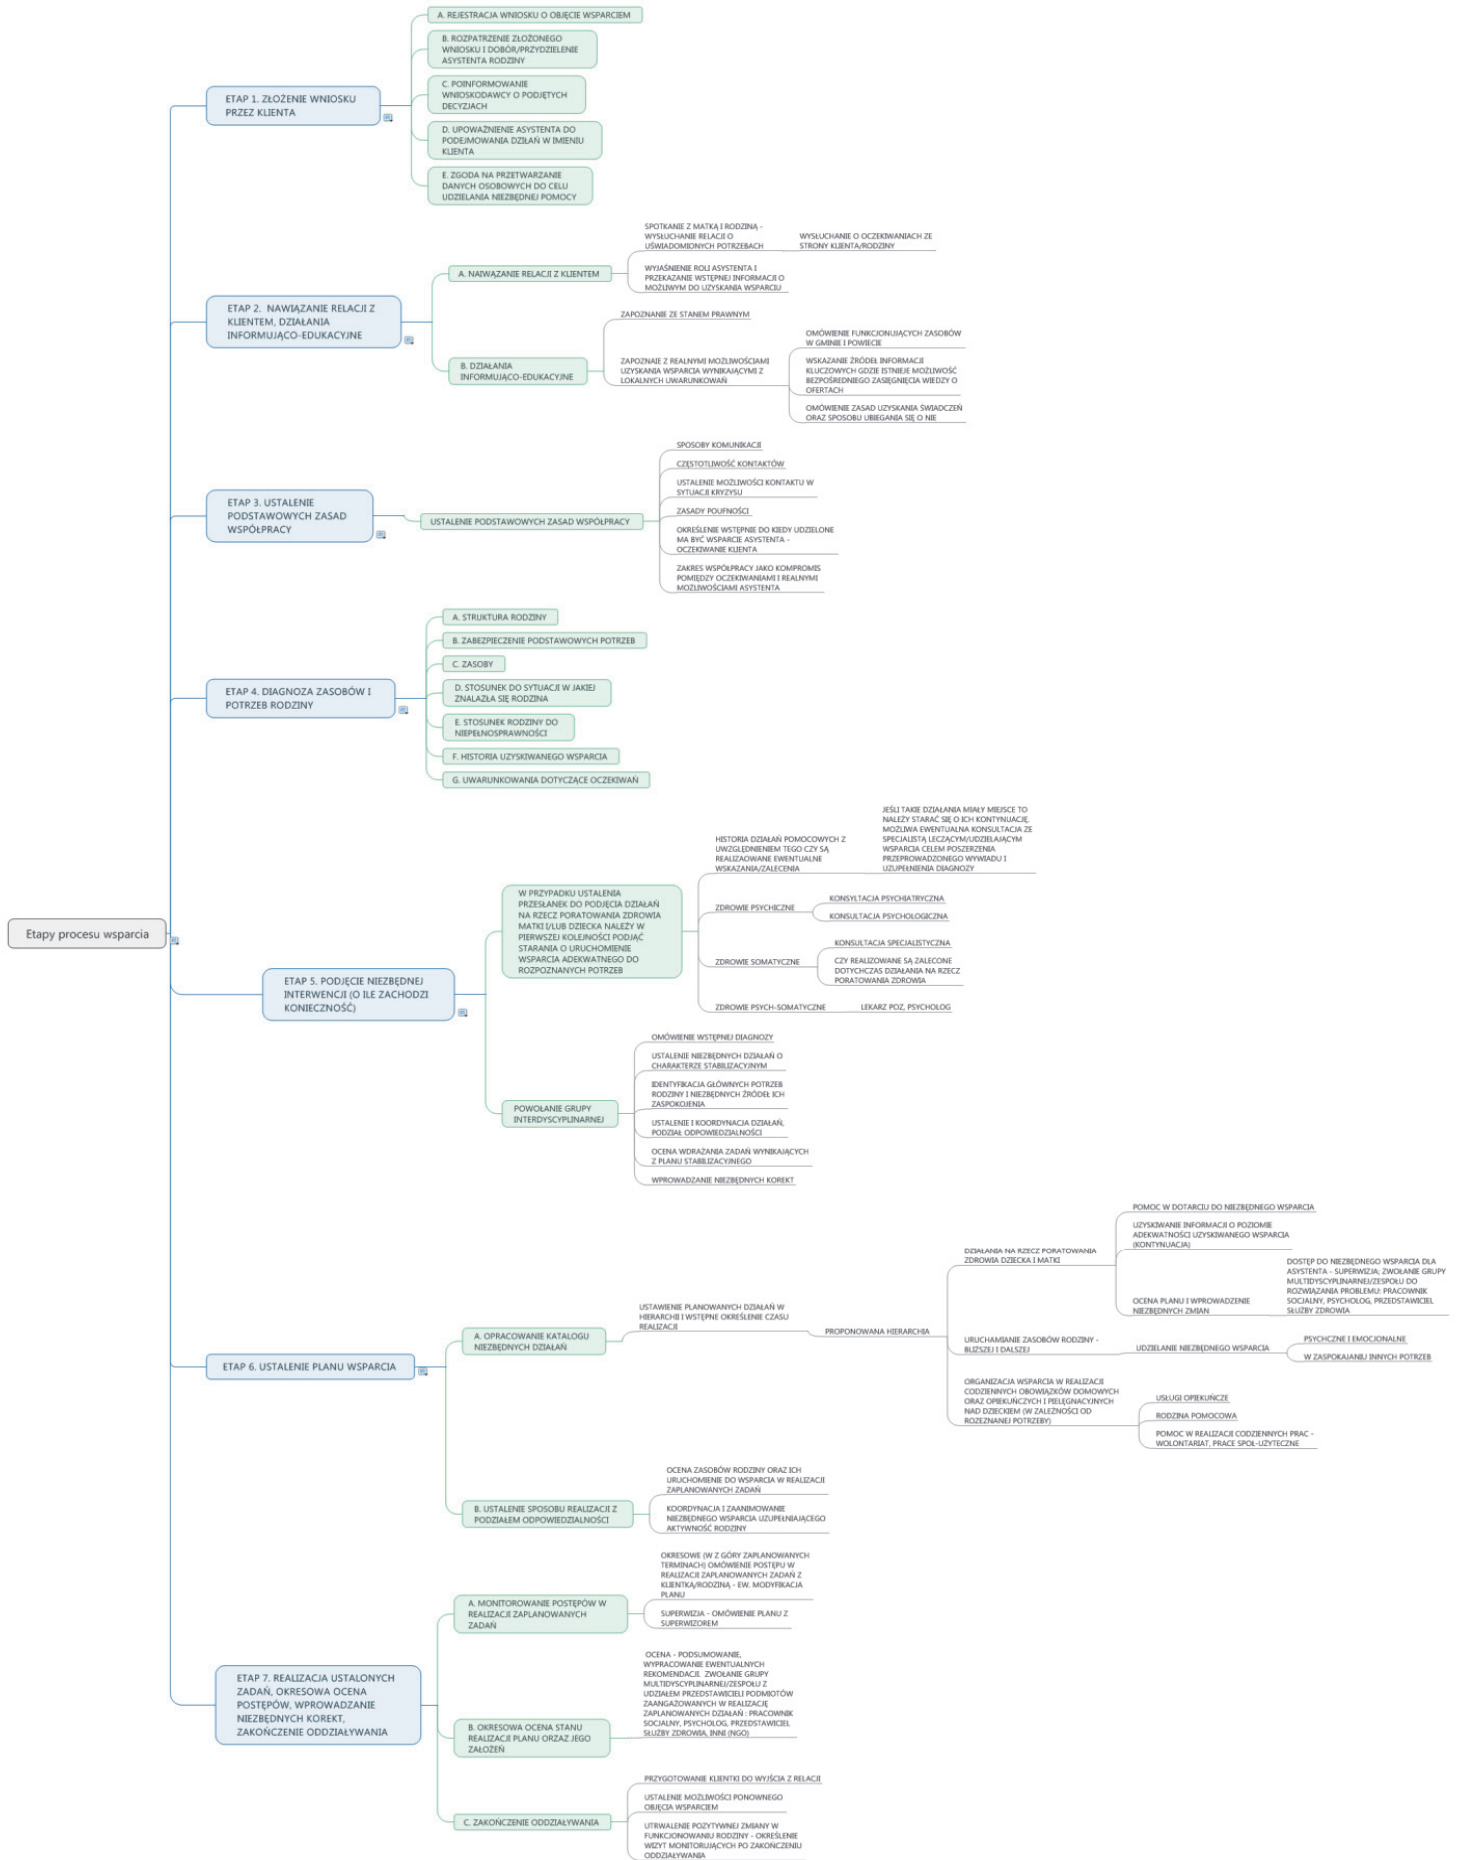 A. REJESTRACJA WNIOSKU O OBJĘCIE WSPARCIEM
B. ROZPATRZENIE ZŁOŻONEGO
WNIOSKU I DOBÓR/PRZYDZIELENIE
ASYSTENTA RODZINY
ETAP 1. ZŁOŻENIE WNIOSKU
PRZEZ KLIENTA
C. POINFORMOWANIE
WNIOSKODAWCY O PODJĘTYCH
DECYZJACH
D. UPOWAŻNIENIE ASYSTENTA DO
PODEJMOWANIA DZIŁAŃ W IMIENIU
KLIENTA
E. ZGODA NA PRZETWARZANIE
DANYCH OSOBOWYCH DO CELU
UDZIELANIA NIEZBĘDNEJ POMOCY
ETAP 2. NAWIĄZANIE RELACJI Z
KLIENTEM, DZIAŁANIA
INFORMUJĄCO-EDUKACYJNE
A. NAIWĄZANIE RELACJI Z KLIENTEM
SPOTKANIE Z MATKĄ I RODZINĄ -
WYSŁUCHANIE RELACJI O
UŚWIADOMIONYCH POTRZEBACH
WYSŁUCHANIE O OCZEKIWANIACH ZE
STRONY KLIENTA/RODZINY
WYJAŚNIENIE ROLI ASYSTENTA I
PRZEKAZANIE WSTĘPNEJ INFORMACJI O
MOŻLIWYM DO UZYSKANIA WSPARCIU
B. DZIAŁANIA
INFORMUJĄCO-EDUKACYJNE
ZAPOZNANIE ZE STANEM PRAWNYM
ZAPOZNAIE Z REALNYMI MOŻLIWOŚCIAMI
UZYSKANIA WSPARCIA WYNIKAJĄCYMI Z
LOKALNYCH UWARUNKOWAŃ
OMÓWIENIE FUNKCJONUJĄCYCH ZASOBÓW
W GMINIE I POWIECIE
WSKAZANIE ŹRÓDEŁ INFORMACJI
KLUCZOWYCH GDZIE ISTNIEJE MOŻLIWOŚĆ
BEZPOŚREDNIEGO ZASIĘGNIĘCIA WIEDZY O
OFERTACH
OMÓWIENIE ZASAD UZYSKANIA ŚWIADCZEŃ
ORAZ SPOSOBU UBIEGANIA SIĘ O NIE
ETAP 3. USTALENIE
PODSTAWOWYCH ZASAD
WSPÓŁPRACY
USTALENIE PODSTAWOWYCH ZASAD WSPÓŁPRACY
SPOSOBY KOMUNIKACJI
CZĘSTOTLIWOŚĆ KONTAKTÓW
USTALENIE MOŻLIWOŚCI KONTAKTU W
SYTUACJI KRYZYSU
ZASADY POUFNOŚCI
OKREŚLENIE WSTĘPNIE DO KIEDY UDZIELONE
MA BYĆ WSPARCIE ASYSTENTA -
OCZEKIWANIE KLIENTA
ZAKRES WSPÓŁPRACY JAKO KOMPROMIS
POMIĘDZY OCZEKIWANIAMI I REALNYMI
MOŻLIWOŚCIAMI ASYSTENTA
ETAP 4. DIAGNOZA ZASOBÓW I
POTRZEB RODZINY
A. STRUKTURA RODZINY
B. ZABEZPIECZENIE PODSTAWOWYCH POTRZEB
C. ZASOBY
D. STOSUNEK DO SYTUACJI W JAKIEJ
ZNALAZŁA SIĘ RODZINA
E. STOSUNEK RODZINY DO
NIEPEŁNOSPRAWNOŚCI
F. HISTORIA UZYSKIWANEGO WSPARCIA
G. UWARUNKOWANIA DOTYCZĄCE OCZEKIWAŃ
Etapy procesu wsparcia
ETAP 5. PODJĘCIE NIEZBĘDNEJ
INTERWENCJI (O ILE ZACHODZI
KONIECZNOŚĆ)
W PRZYPADKU USTALENIA
PRZESŁANEK DO PODJĘCIA DZIAŁAŃ
NA RZECZ PORATOWANIA ZDROWIA
MATKI I/LUB DZIECKA NALEŻY W
PIERWSZEJ KOLEJNOŚCI PODJĄĆ
STARANIA O URUCHOMIENIE
WSPARCIA ADEKWATNEGO DO
ROZPOZNANYCH POTRZEB
HISTORIA DZIAŁAŃ POMOCOWYCH Z
UWZGLĘDNIENIEM TEGO CZY SĄ
REALIZAOWANE EWENTUALNE
WSKAZANIA/ZALECENIA
JEŚLI TAKIE DZIAŁANIA MIAŁY MIEJSCE TO
NALEŻY STARAĆ SIĘ O ICH KONTYNUACJĘ.
MOŻLIWA EWENTUALNA KONSULTACJA ZE
SPECJALISTĄ LECZĄCYM/UDZIELAJĄCYM
WSPARCIA CELEM POSZERZENIA
PRZEPROWADZONEGO WYWIADU I
UZUPEŁNIENIA DIAGNOZY
ZDROWIE PSYCHICZNE
KONSYLTACJA PSYCHIATRYCZNA
KONSULTACJA PSYCHOLOGICZNA
ZDROWIE SOMATYCZNE
KONSULTACJA SPECJALISTYCZNA
CZY REALIZOWANE SĄ ZALECONE
DOTYCHCZAS DZIAŁANIA NA RZECZ
PORATOWANIA ZDROWIA
ZDROWIE PSYCH-SOMATYCZNE
LEKARZ POZ, PSYCHOLOG
POWOŁANIE GRUPY
INTERDYSCYPLINARNEJ
OMÓWIENIE WSTĘPNEJ DIAGNOZY
USTALENIE NIEZBĘDNYCH DZIAŁAŃ O
CHARAKTERZE STABILIZACYJNYM
IDENTYFIKACJA GŁÓWNYCH POTRZEB
RODZINY I NIEZBĘDNYCH ŹRÓDEŁ ICH
ZASPOKOJENIA
USTALENIE I KOORDYNACJA DZIAŁAŃ,
PODZIAŁ ODPOWIEDZIALNOŚCI
OCENA WDRAŻANIA ZADAŃ WYNIKAJĄCYCH
Z PLANU STABILIZACYJNEGO
WPROWADZANIE NIEZBĘDNYCH KOREKT
ETAP 6. USTALENIE PLANU WSPARCIA
A. OPRACOWANIE KATALOGU
NIEZBĘDNYCH DZIAŁAŃ
USTAWIENIE PLANOWANYCH DZIAŁAŃ W
HIERARCHII I WSTĘPNE OKREŚLENIE CZASU
REALIZACJI
PROPONOWANA HIERARCHIA
DZIAŁANIA NA RZECZ PORATOWANIA
ZDROWIA DZIECKA I MATKI
POMOC W DOTARCIU DO NIEZBĘDNEGO WSPARCIA
UZYSKIWANIE INFORMACJI O POZIOMIE
ADEKWATNOŚCI UZYSKIWANEGO WSPARCIA
(KONTYNUACJA)
OCENA PLANU I WPROWADZENIE
NIEZBĘDNYCH ZMIAN
DOSTĘP DO NIEZBĘDNEGO WSPARCIA DLA
ASYSTENTA - SUPERWIZJA; ZWOŁANIE GRUPY
MULTIDYSCYPLINARNEJ/ZESPOŁU DO
ROZWIĄZANIA PROBLEMU: PRACOWNIK
SOCJALNY, PSYCHOLOG, PRZEDSTAWICIEL
SŁUŻBY ZDROWIA
URUCHAMIANIE ZASOBÓW RODZINY -
BLIŻSZEJ I DALSZEJ
UDZIELANIE NIEZBĘDNEGO WSPARCIA
PSYCHCZNE I EMOCJONALNE
W ZASPOKAJANIU INNYCH POTRZEB
ORGANIZACJA WSPARCIA W REALIZACJI
CODZIENNYCH OBOWIĄZKÓW DOMOWYCH
ORAZ OPIEKUŃCZYCH I PIELĘGNACYJNYCH
NAD DZIECKIEM (W ZALEŻNOŚCI OD
ROZEZNANEJ POTRZEBY)
USŁUGI OPIEKUŃCZE
RODZINA POMOCOWA
POMOC W REALIZACJI CODZIENNYCH PRAC -
WOLONTARIAT, PRACE SPOŁ-UŻYTECZNE
B. USTALENIE SPOSOBU REALIZACJI Z
PODZIAŁEM ODPOWIEDZIALNOŚCI
OCENA ZASOBÓW RODZINY ORAZ ICH
URUCHOMIENIE DO WSPARCIA W REALIZACJI
ZAPLANOWANYCH ZADAŃ
KOORDYNACJA I ZAANIMOWANIE
NIEZBĘDNEGO WSPARCIA UZUPEŁNIAJĄCEGO
AKTYWNOŚĆ RODZINY
ETAP 7. REALIZACJA USTALONYCH
ZADAŃ, OKRESOWA OCENA
POSTĘPÓW, WPROWADZANIE
NIEZBĘDNYCH KOREKT,
ZAKOŃCZENIE ODDZIAŁYWANIA
A. MONITOROWANIE POSTĘPÓW W
REALIZACJI ZAPLANOWANYCH
ZADAŃ
OKRESOWE (W Z GÓRY ZAPLANOWANYCH
TERMINACH) OMÓWIENIE POSTĘPU W
REALIZACJI ZAPLANOWANYCH ZADAŃ Z
KLIENTKĄ/RODZINĄ - EW. MODYFIKACJA
PLANU
SUPERWIZJA - OMÓWIENIE PLANU Z
SUPERWIZOREM
B. OKRESOWA OCENA STANU
REALIZACJI PLANU ORZAZ JEGO
ZAŁOŻEŃ
OCENA - PODSUMOWANIE,
WYPRACOWANIE EWENTUALNYCH
REKOMENDACJI. ZWOŁANIE GRUPY
MULTIDYSCYPLINARNEJ/ZESPOŁU Z
UDZIAŁEM PRZEDSTAWICIELI PODMIOTÓW
ZAANGAŻOWANYCH W REALIZACJĘ
ZAPLANOWANYCH DZIAŁAŃ : PRACOWNIK
SOCJALNY, PSYCHOLOG, PRZEDSTAWICIEL
SŁUŻBY ZDROWIA, INNI (NGO)
C. ZAKOŃCZENIE ODDZIAŁYWANIA
PRZYGOTOWANIE KLIENTKI DO WYJŚCIA Z RELACJI
USTALENIE MOŻLIWOŚCI PONOWNEGO
OBJĘCIA WSPARCIEM
UTRWALENIE POZYTYWNEJ ZMIANY W
FUNKCJONOWANIU RODZINY - OKREŚLENIE
WIZYT MONITORUJĄCYCH PO ZAKOŃCZENIU
ODDZIAŁYWANIA